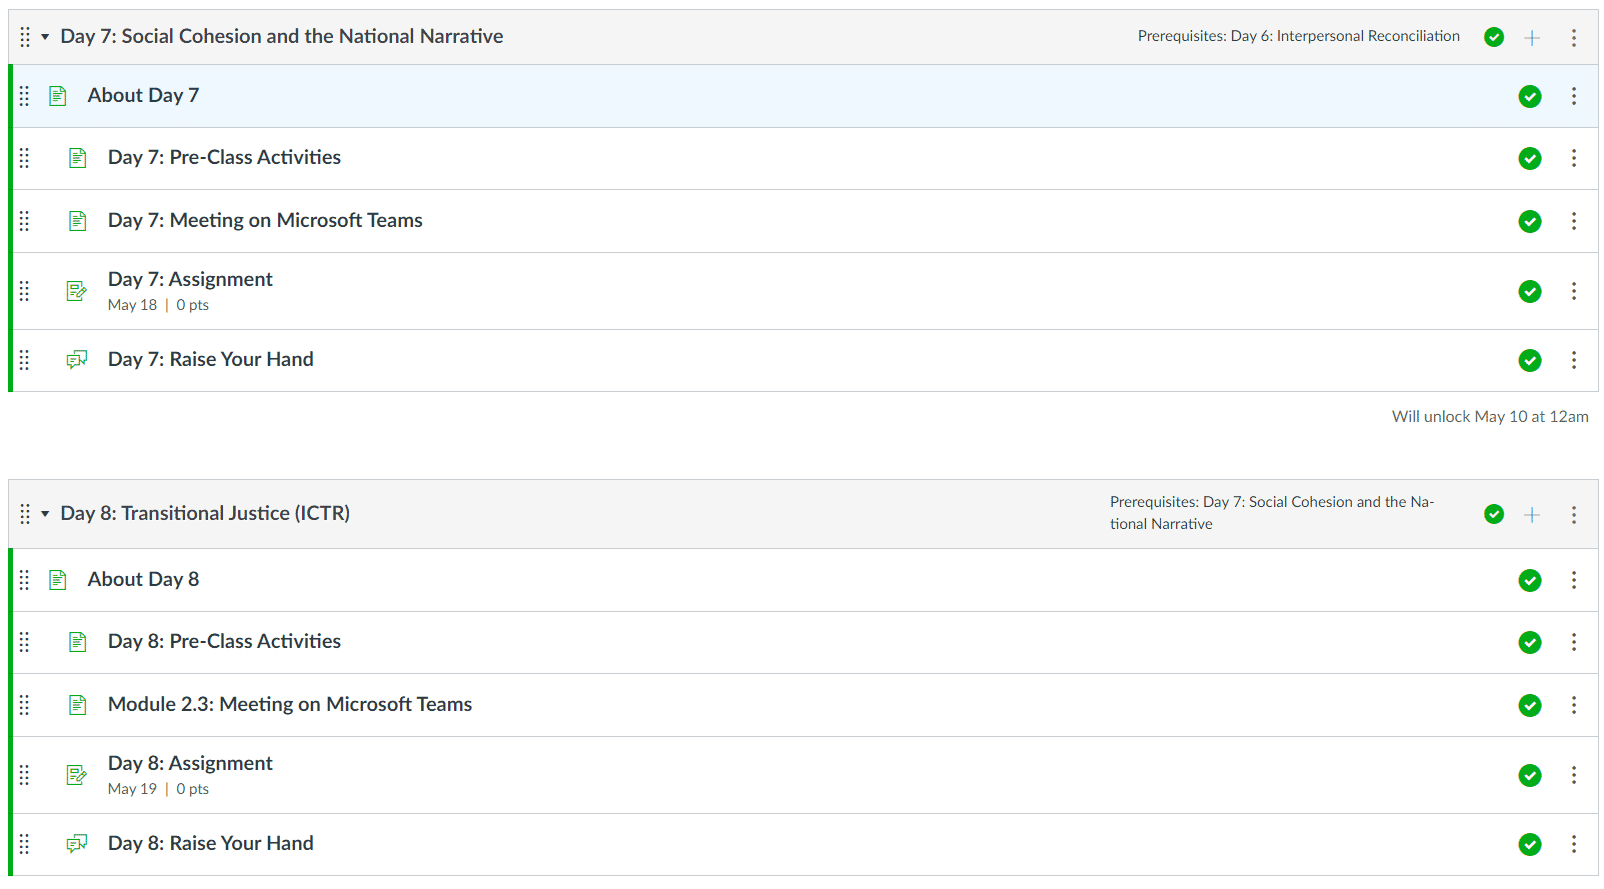 Day 7: Social Cohesion and the National Narrative
Prerequisites: Day 6: Interpersonal Reconciliation
About Day 7
Day 7: Pre-Class Activities
Day 7: Meeting on Microsoft Teams
Day 7: Assignment
May 18 | 0 pts
Day 7: Raise Your Hand
Will unlock May 10 at 12am
Day 8: Transitional Justice (ICTR)
Prerequisites: Day 7: Social Cohesion and the Na-
tional Narrative
About Day 8
Day 8: Pre-Class Activities
Module 2.3: Meeting on Microsoft Teams
Day 8: Assignment
May 19 | 0 pts
Day 8: Raise Your Hand